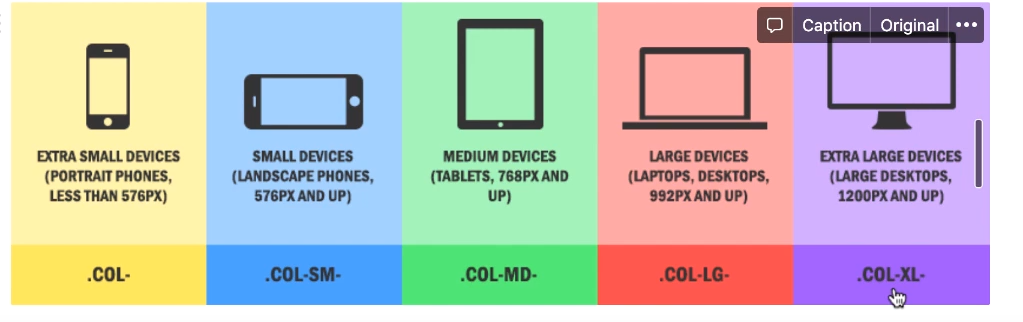 Caption
Original
EXTRA SMALL DEVICES
(PORTRAIT PHONES,
LESS THAN 576PX)
SMALL DEVICES
(LANDSCAPE PHONES,
576PX AND UP)
MEDIUM DEVICES
(TABLETS, 768PX AND
UP)
LARGE DEVICES
(LAPTOPS, DESKTOPS,
992PX AND UP)
EXTRA LARGE DEVICES
(LARGE DESKTOPS,
1200PX AND UP)
.COL-
.COL-SM-
.COL-MD-
.COL-LG-
.COL-XL-